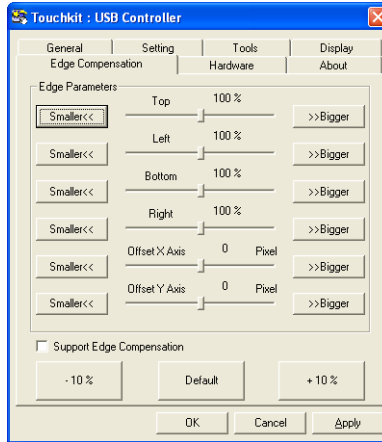 Touchkit : USB Controller
General Setting Tools Display
Edge Compensation Hardware About
Edge Parameters
Top 100 %
Smaller<< >>Bigger
Left 100 %
Smaller<< >>Bigger
Bottom 100 %
Smaller<< >>Bigger
Right 100 %
Smaller<< >>Bigger
Offset X Axis 0 Pixel
Smaller<< >>Bigger
Offset Y Axis 0 Pixel
Smaller<< >>Bigger
Support Edge Compensation
- 10 % Default + 10 %
OK Cancel Apply